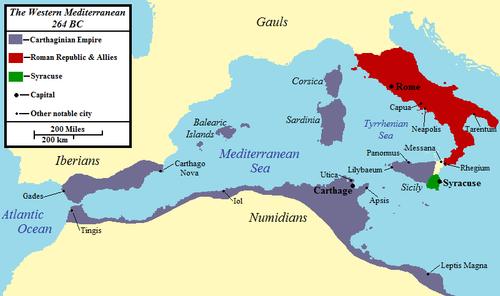 The Western Mediterranean
264 BC
Carthaginian Empire
Roman Republic & Allies
Syracuse
Capital
Other notable city
200 Miles
200 km
Gauls
Corsica
Rome
Capua
Sardinia
Tyrrhenian
Sea
Neapolis
Tarentum
Balearic
Islands
Mediterranean
Sea
Messana
Panormus
Rhegium
Iberians
Carthago
Nova
Utica
Lilybaeum
Carthage
Sicily
Syracuse
Gades
Iol
Apsis
Atlantic
Ocean
Tingis
Numidians
Leptis Magna